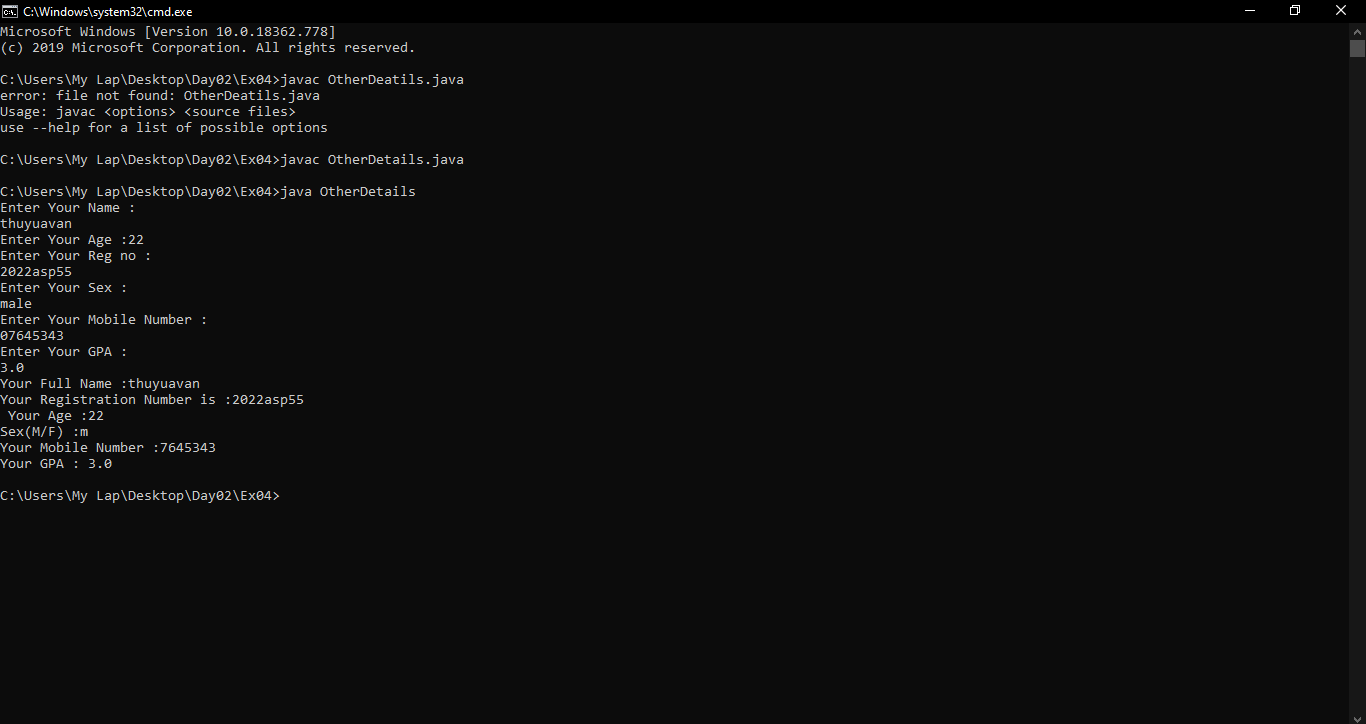 C:\Windows\system32\cmd.exe
Microsoft Windows [Version 10.0.18362.778]
(c) 2019 Microsoft Corporation. All rights reserved.
C:\Users\My Lap\Desktop\Day02\Ex04>javac OtherDeatils.java
error: file not found: OtherDeatils.java
Usage: javac <options> <source files>
use --help for a list of possible options
C:\Users\My Lap\Desktop\Day02\Ex04>javac OtherDetails.java
C:\Users\My Lap\Desktop\Day02\Ex04>java OtherDetails
Enter Your Name :
thuyuavan
Enter Your Age :22
Enter Your Reg no :
2022asp55
Enter Your Sex :
male
Enter Your Mobile Number :
07645343
Enter Your GPA :
3.0
Your Full Name :thuyuavan
Your Registration Number is :2022asp55
 Your Age :22
Sex(M/F) :m
Your Mobile Number :7645343
Your GPA : 3.0
C:\Users\My Lap\Desktop\Day02\Ex04>